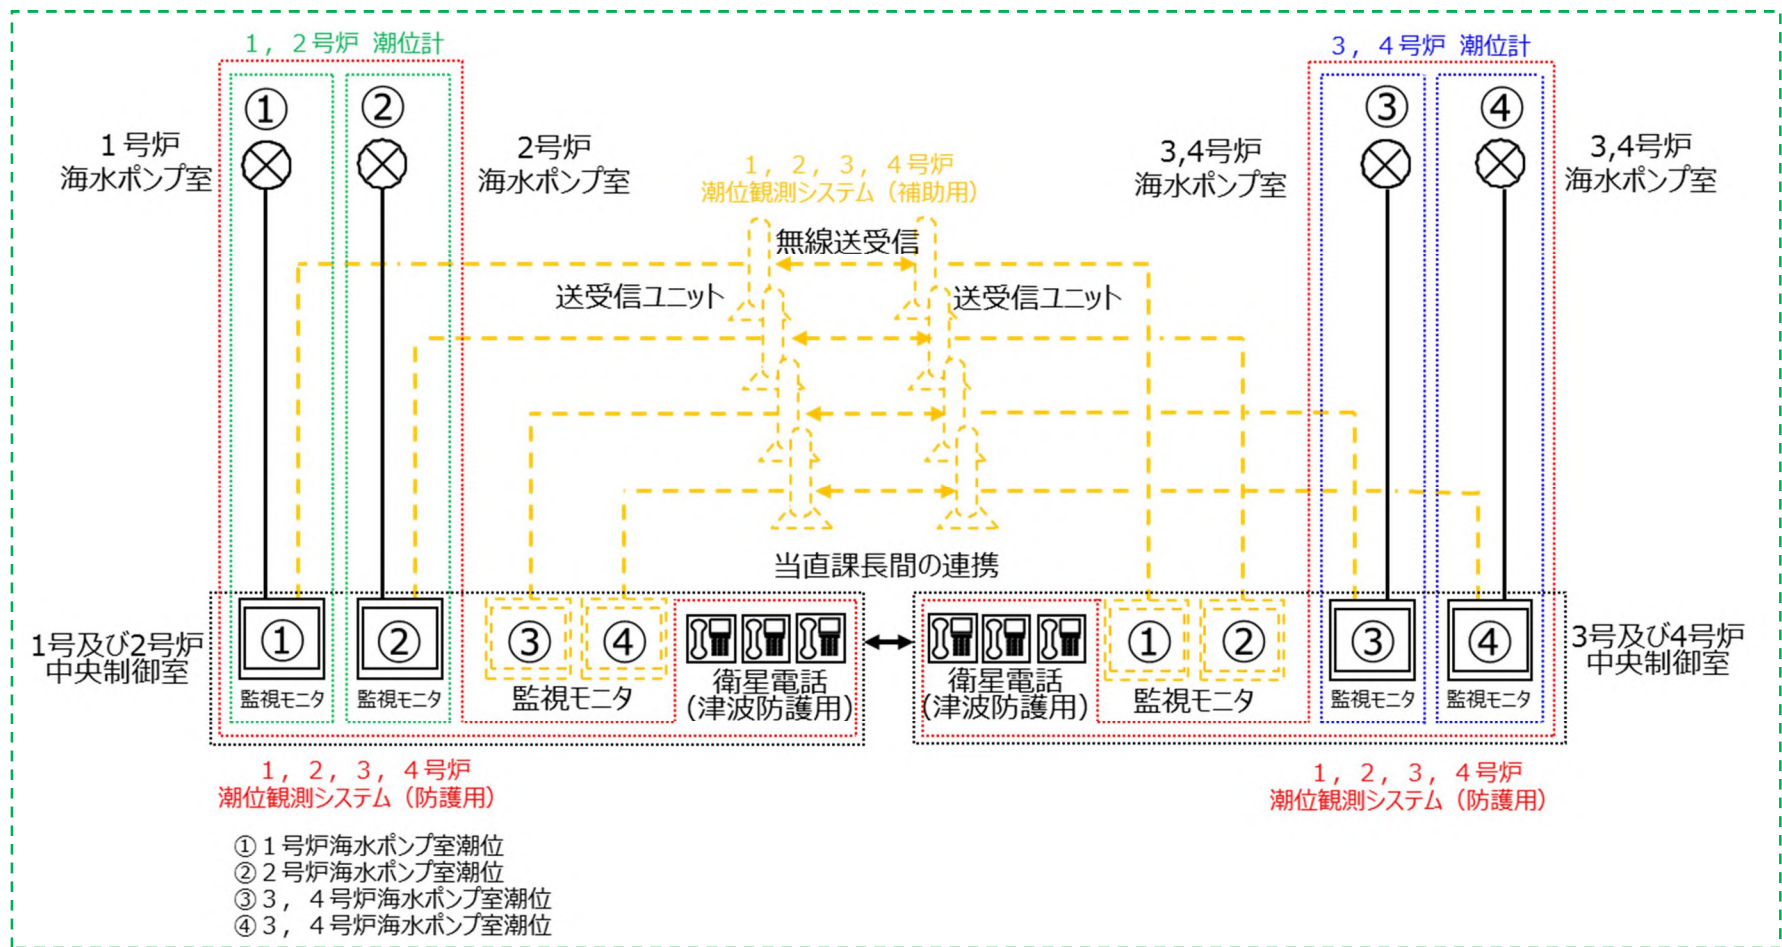 1，2号炉 潮位計
3，4号炉 潮位計
①
②
③
④
1号炉
海水ポンプ室
2号炉
海水ポンプ室
1，2，3，4号炉
潮位観測システム（補助用）
3,4号炉
海水ポンプ室
3,4号炉
海水ポンプ室
無線送受信
送受信ユニット
送受信ユニット
当直課長間の連携
1号及び2号炉
中央制御室
①
②
③
④
①
②
③
④
3号及び4号炉
中央制御室
監視モニタ
監視モニタ
監視モニタ
衛星電話
(津波防護用)
衛星電話
(津波防護用)
監視モニタ
監視モニタ
監視モニタ
1，2，3，4号炉
潮位観測システム（防護用）
1，2，3，4号炉
潮位観測システム（防護用）
①1号炉海水ポンプ室潮位
②2号炉海水ポンプ室潮位
③3，4号炉海水ポンプ室潮位
④3，4号炉海水ポンプ室潮位